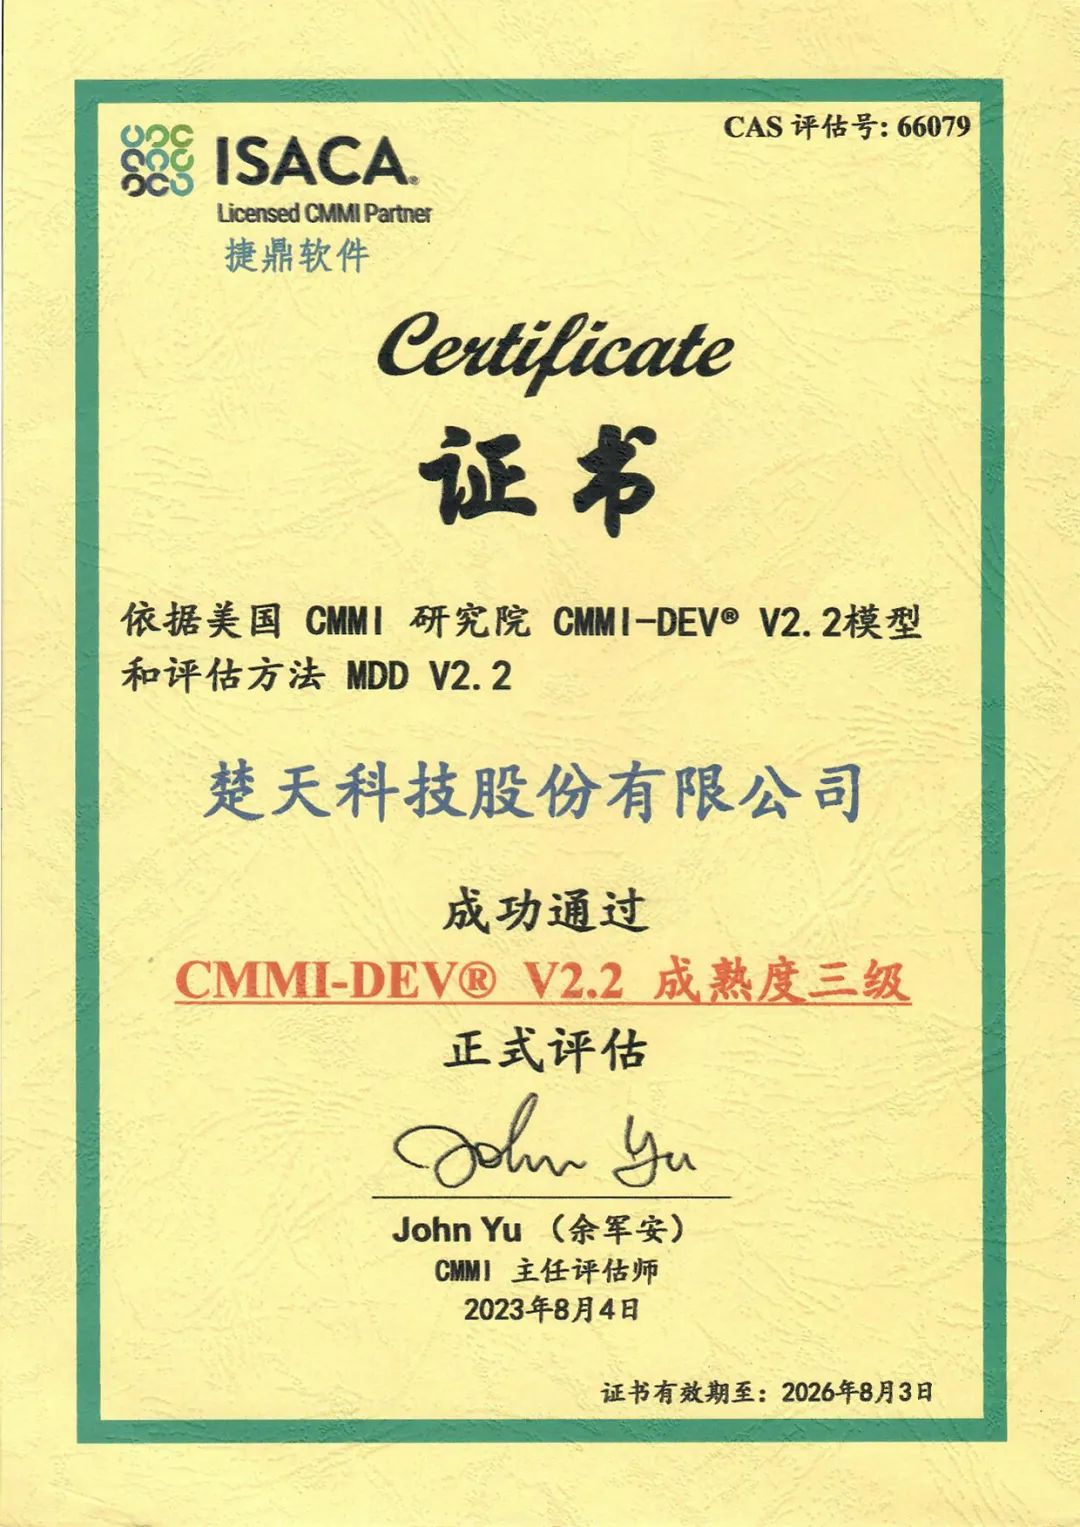 CAS 评估号: 66079
ISACA®
Licensed CMMI Partner
捷鼎软件
Certificate
证书
依据美国 CMMI 研究院 CMMI-DEV® V2.2模型
和评估方法 MDD V2.2
楚天科技股份有限公司
成功通过
CMMI-DEV® V2.2 成熟度三级
正式评估
John Yu
John Yu （余军安）
CMMI 主任评估师
2023年8月4日
证书有效期至：2026年8月3日